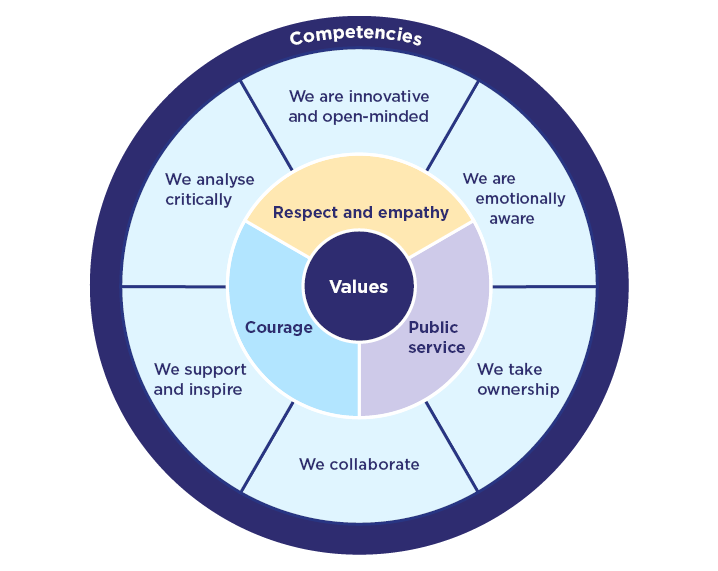 Competencies
We are innovative
and open-minded
We are
emotionally
aware
We take
ownership
We collaborate
We support
and inspire
We analyse
critically
Respect and empathy
Public
service
Courage
Values